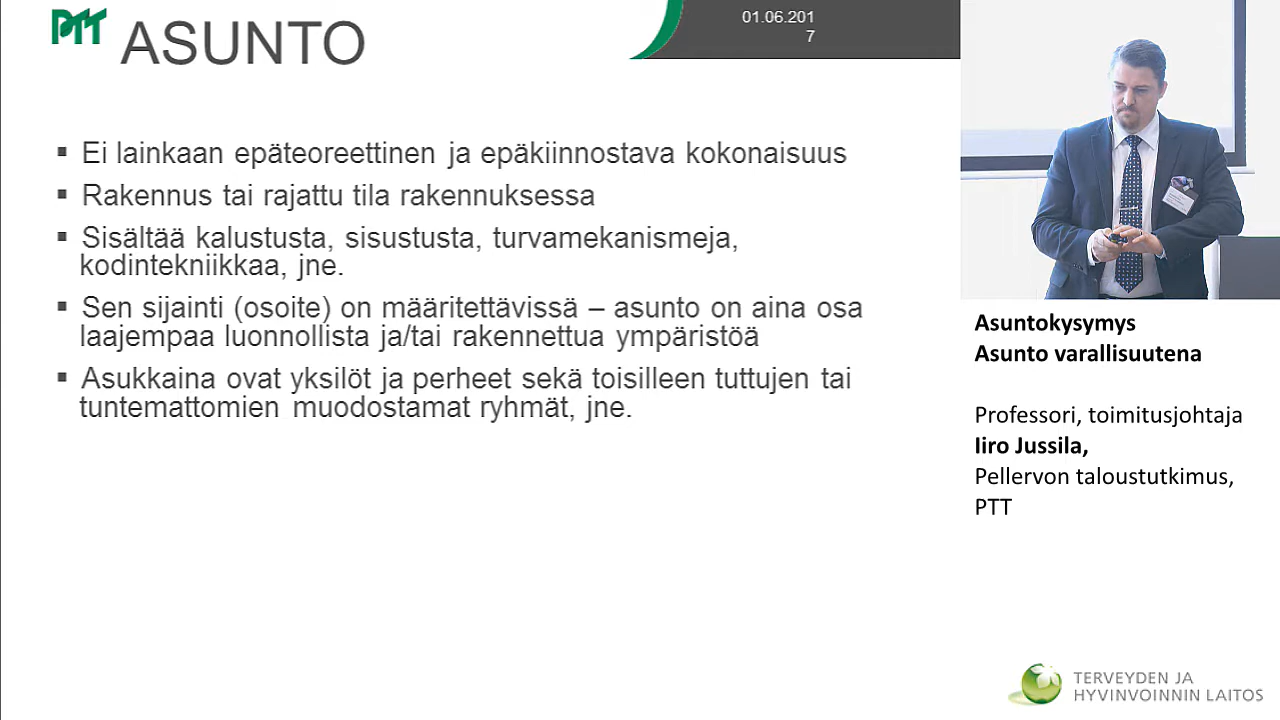 PTT
ASUNTO
01.06.201
7
▪ Ei lainkaan epäteoreettinen ja epäkiinnostava kokonaisuus
▪ Rakennus tai rajattu tila rakennuksessa
▪ Sisältää kalustusta, sisustusta, turvamekanismeja,
kodintekniikkaa, jne.
▪ Sen sijainti (osoite) on määritettävissä – asunto on aina osa
laajempaa luonnollista ja/tai rakennettua ympäristöä
▪ Asukkaina ovat yksilöt ja perheet sekä toisilleen tuttujen tai
tuntemattomien muodostamat ryhmät, jne.
Asuntokysymys
Asunto varallisuutena
Professori, toimitusjohtaja
Iiro Jussila,
Pellervon taloustutkimus,
PTT
TERVEYDEN JA
HYVINVOINNIN LAITOS